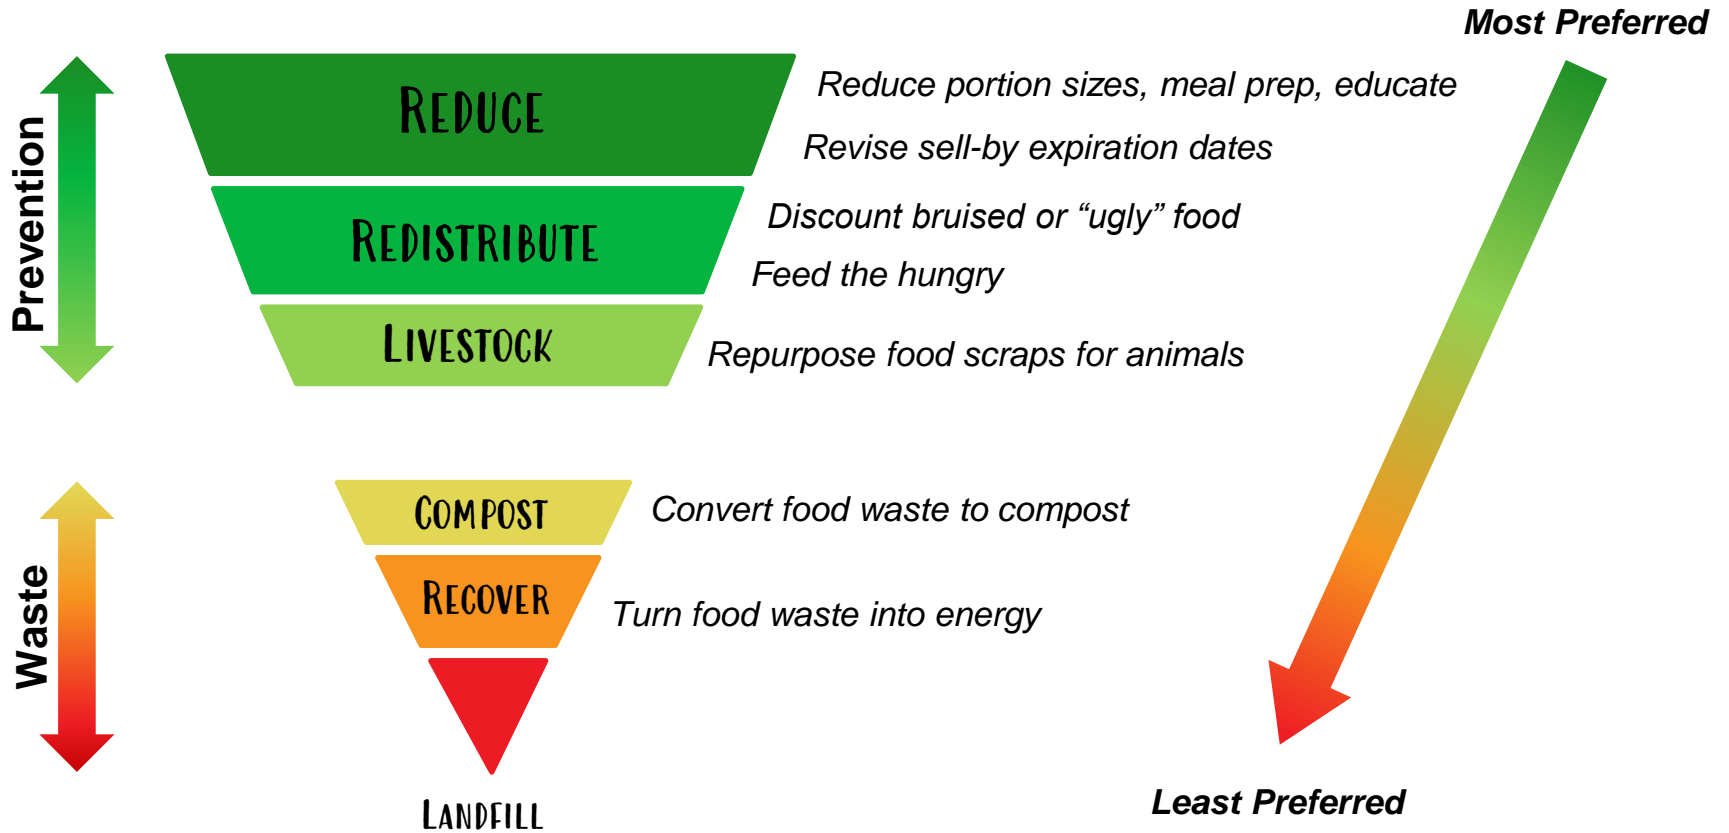 Most Preferred
Prevention
REDUCE
Reduce portion sizes, meal prep, educate
Revise sell-by expiration dates
REDISTRIBUTE
Discount bruised or “ugly” food
Feed the hungry
LIVESTOCK
Repurpose food scraps for animals
Waste
COMPOST
Convert food waste to compost
RECOVER
Turn food waste into energy
LANDFILL
Least Preferred